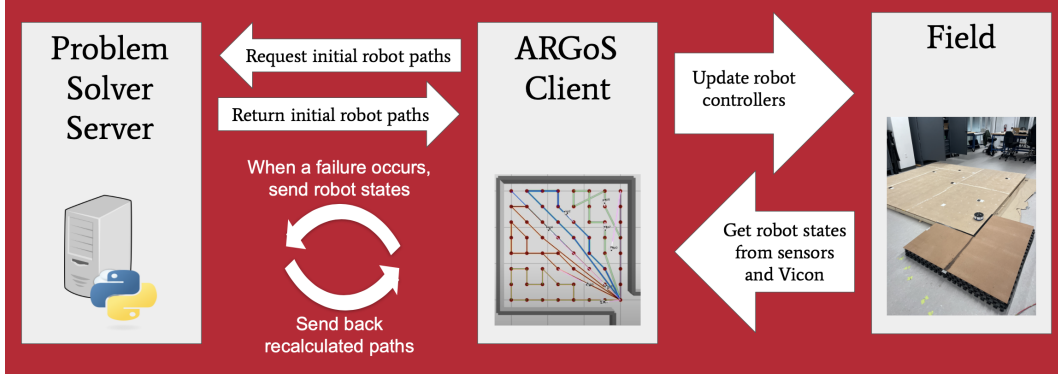 Problem
Solver
Server
Request initial robot paths
Return initial robot paths
When a failure occurs,
send robot states
Send back
recalculated paths
ARGoS
Client
Update robot
controllers
Get robot states
from sensors
and Vicon
Field